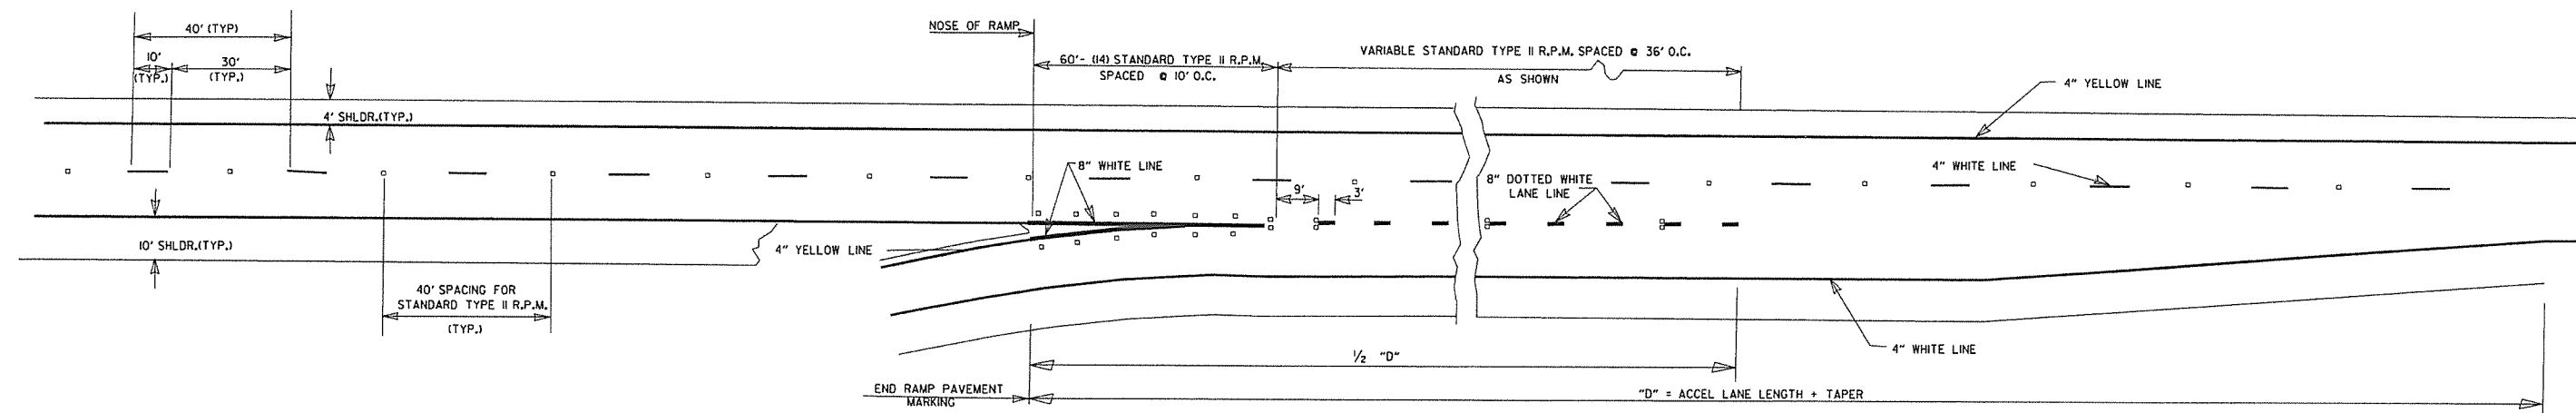 40' (TYP)
10'
(TYP.)
30'
(TYP.)
NOSE OF RAMP
60'- (14) STANDARD TYPE II R.P.M.
SPACED @ 10' O.C.
VARIABLE STANDARD TYPE II R.P.M. SPACED @ 36' O.C.
AS SHOWN
4" YELLOW LINE
4' SHLDR.(TYP.)
8" WHITE LINE
4" WHITE LINE
8" DOTTED WHITE
LANE LINE
9'
3'
10' SHLDR.(TYP.)
4" YELLOW LINE
40' SPACING FOR
STANDARD TYPE II R.P.M.
(TYP.)
4" WHITE LINE
½ "D"
END RAMP PAVEMENT
MARKING
"D" = ACCEL LANE LENGTH + TAPER